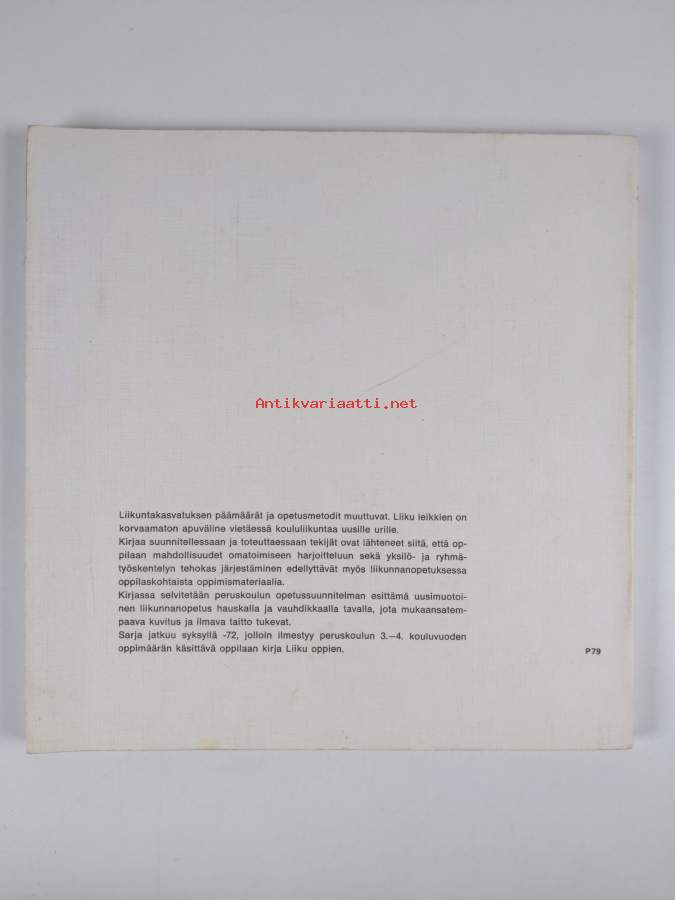 Antikvariaatti.net
Liikuntakasvatuksen päämäärät ja opetusmetodit muuttuvat. Liiku leikkien on
korvaamaton apuväline vietäessä koululiikuntaa uusille urille.
Kirjaa suunnitellessaan ja toteuttaessaan tekijät ovat lähteneet siitä, että op-
pilaan mahdollisuudet omatoimiseen harjoitteluun sekä yksilö- ja ryhmä-
työskentelyn tehokas järjestäminen edellyttävät myös liikunnanopetuksessa
oppilaskohtaista oppimismateriaalia.
Kirjassa selvitetään peruskoulun opetussuunnitelman esittämä uusimuotoi-
nen liikunnanopetus hauskalla ja vauhdikkaalla tavalla, jota mukaansatem-
paava kuvitus ja ilmava taitto tukevat.
Sarja jatkuu syksyllä -72, jolloin ilmestyy peruskoulun 3.—4. kouluvuoden
oppimäärän käsittävä oppilaan kirja Liiku oppien.
P79